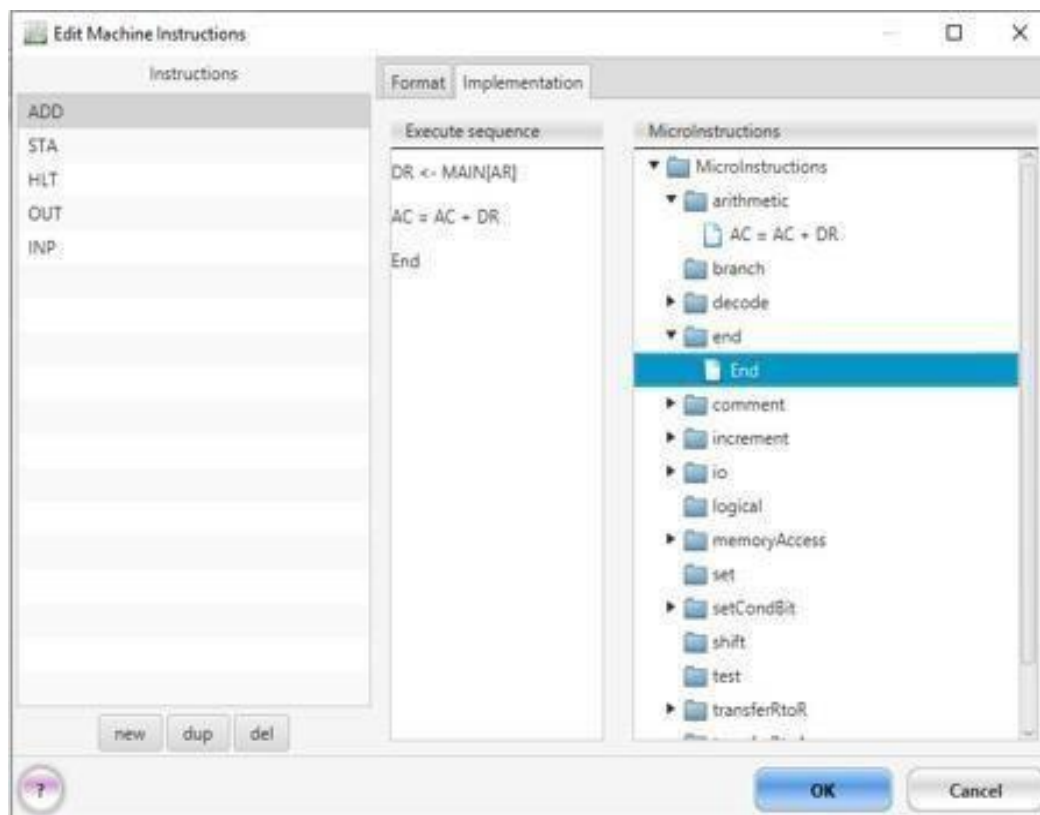 Edit Machine Instructions
Instructions
ADD
STA
HLT
OUT
INP
new dup del
Format Implementation
Execute sequence
DR <- MAIN[AR]
AC = AC + DR
End
MicroInstructions
MicroInstructions
arithmetic
AC = AC + DR
branch
decode
end
End
comment
increment
io
logical
memoryAccess
set
setCondBit
shift
test
transferRtoR
?
OK Cancel